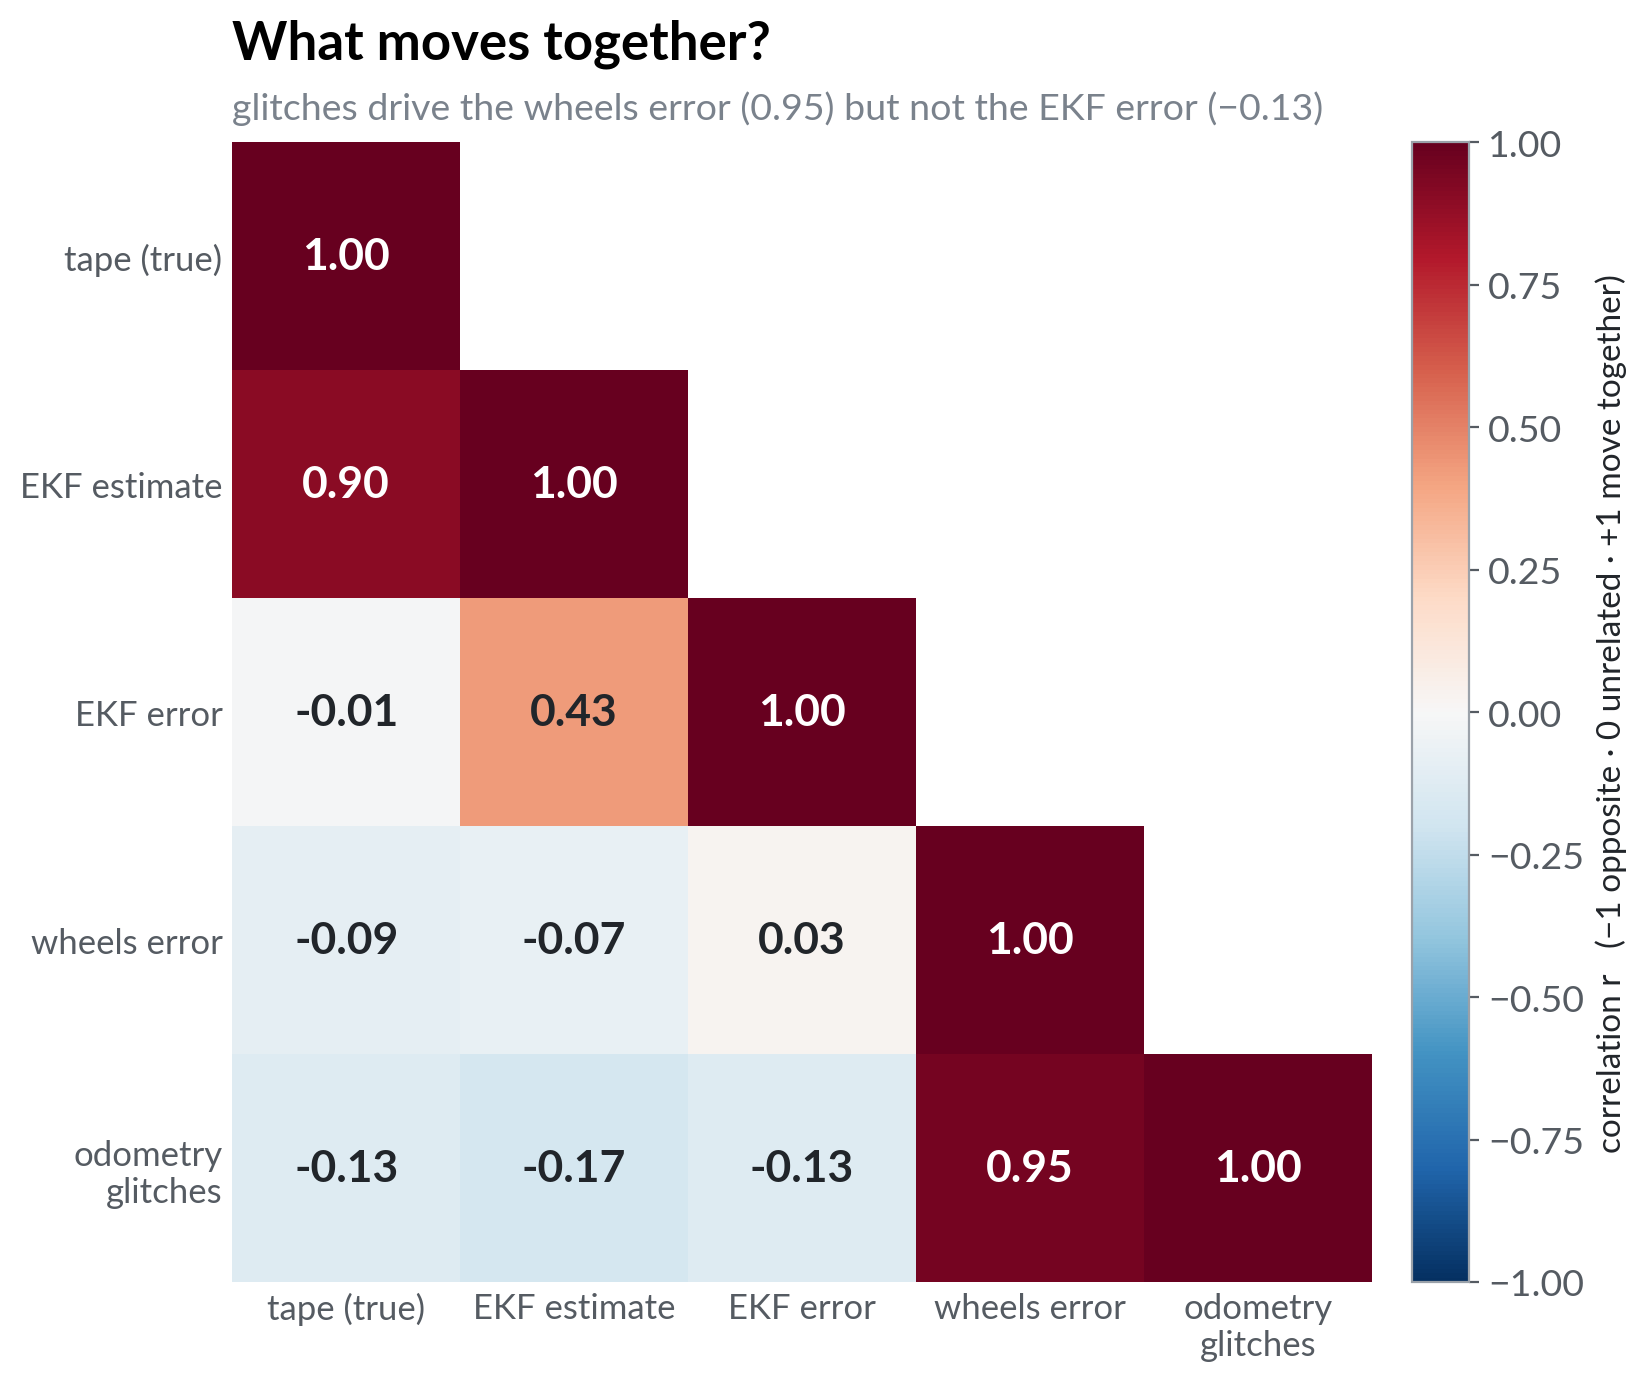 What moves together?
glitches drive the wheels error (0.95) but not the EKF error (−0.13)
tape (true)
1.00
EKF estimate
0.90
1.00
EKF error
-0.01
0.43
1.00
wheels error
-0.09
-0.07
0.03
1.00
odometry
glitches
-0.13
-0.17
-0.13
0.95
1.00
tape (true)
EKF estimate
EKF error
wheels error
odometry
glitches
1.00
0.75
0.50
0.25
0.00
−0.25
−0.50
−0.75
−1.00
correlation r (−1 opposite · 0 unrelated · +1 move together)